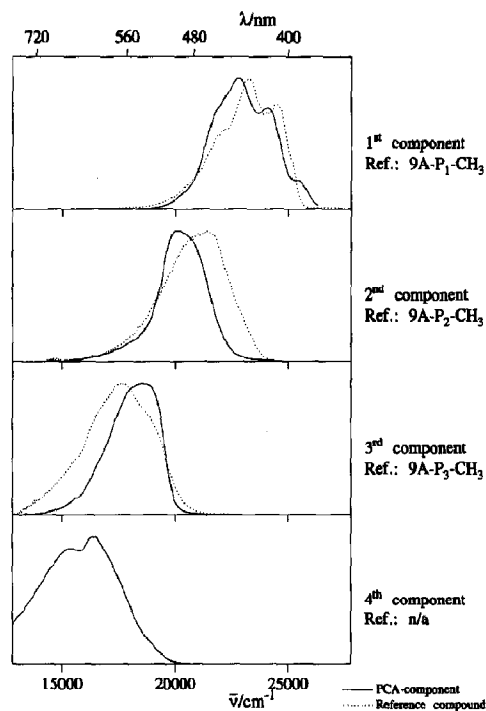 λ/nm
720 560 480 400
1st component
Ref.: 9A-P1-CH3
2nd component
Ref.: 9A-P2-CH3
3rd component
Ref.: 9A-P3-CH3
4th component
Ref.: n/a
15000 20000 25000
ν̄/cm-1
PCA-component
Reference compound